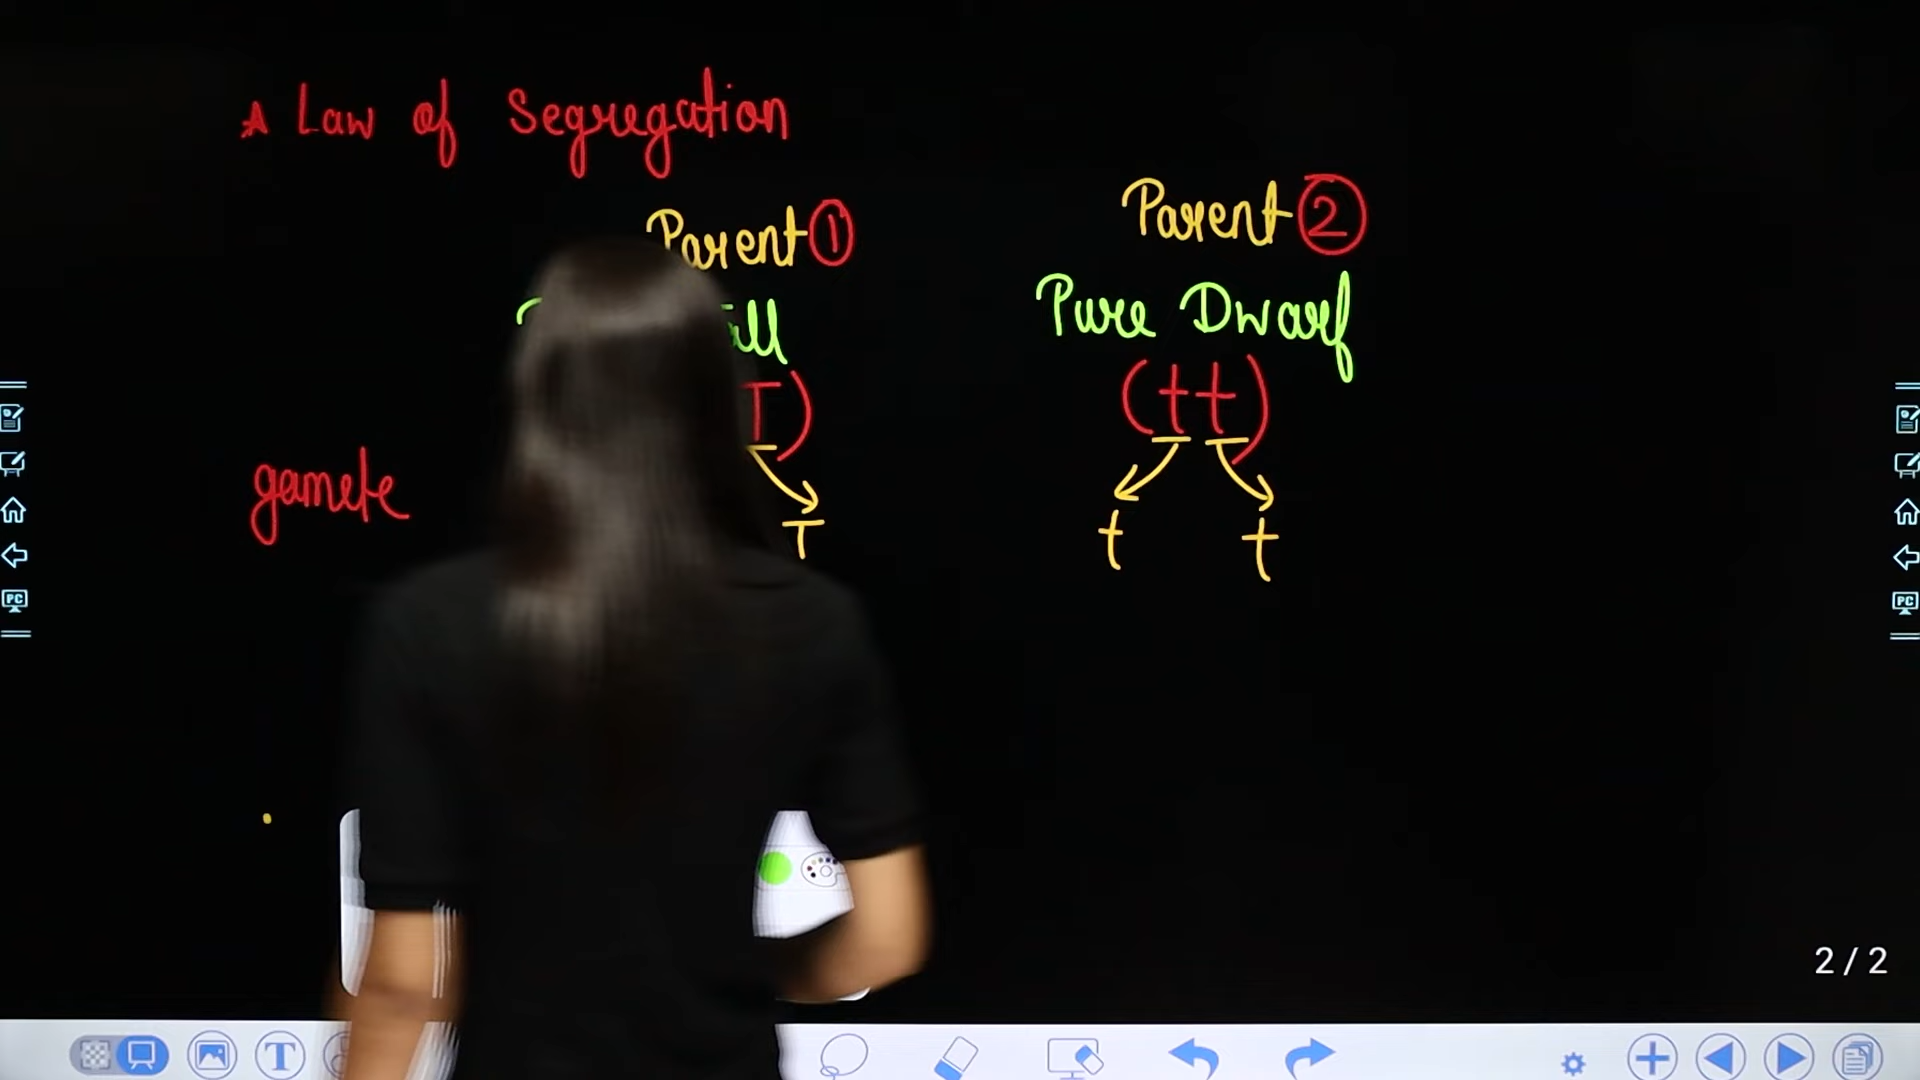 Law of Segregation
Parent ① Parent ②
Pure Dwarf
T) (tt)
gamete
T t t
2 / 2